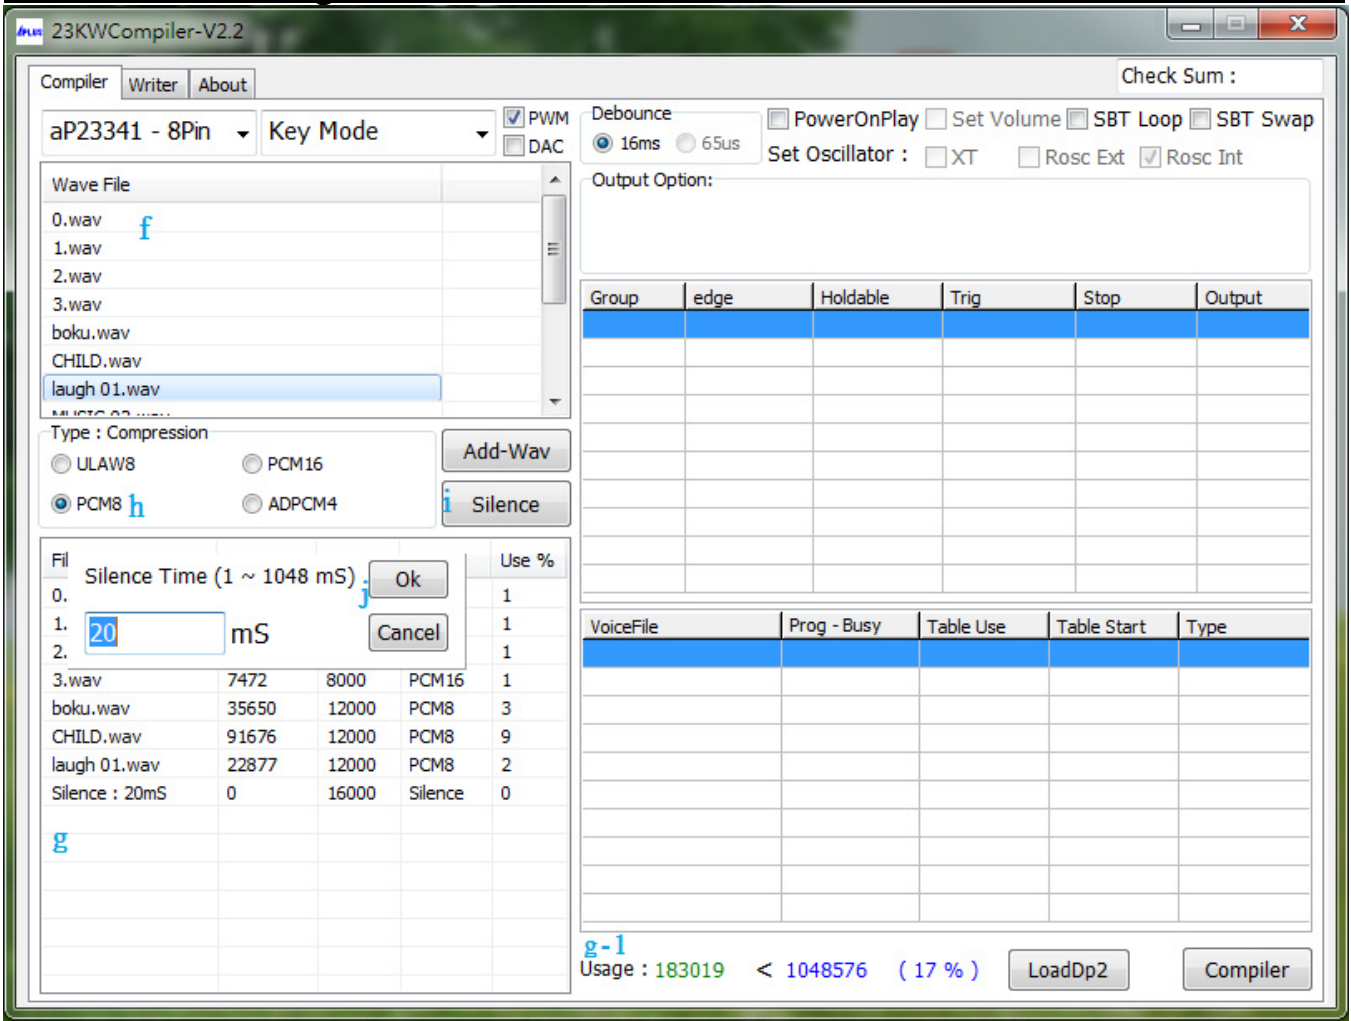 APLUS 23KWCompiler-V2.2
Compiler Writer About
Check Sum :
aP23341 - 8Pin Key Mode
PWM
DAC
Debounce
16ms 65us
PowerOnPlay Set Volume SBT Loop SBT Swap
Set Oscillator : XT Rosc Ext Rosc Int
Wave File
0.wav
f
1.wav
2.wav
3.wav
boku.wav
CHILD.wav
laugh 01.wav
Output Option:
Group edge Holdable Trig Stop Output
Type : Compression
ULAW8 PCM16
PCM8 h ADPCM4
Add-Wav
i Silence
Fil Use %
Silence Time (1 ~ 1048 mS) j Ok
20 mS Cancel
0. 1
1. 1
2. 1
3.wav 7472 8000 PCM16 1
boku.wav 35650 12000 PCM8 3
CHILD.wav 91676 12000 PCM8 9
laugh 01.wav 22877 12000 PCM8 2
Silence : 20mS 0 16000 Silence 0
g
VoiceFile Prog - Busy Table Use Table Start Type
g-1
Usage : 183019 < 1048576 ( 17 % ) LoadDp2 Compiler